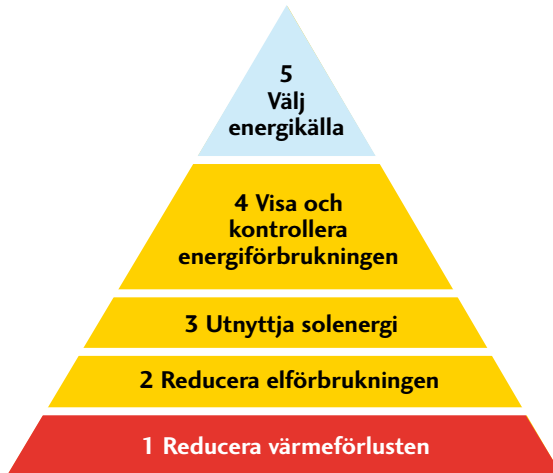 5
Välj
energikälla
4 Visa och
kontrollera
energiförbrukningen
3 Utnyttja solenergi
2 Reducera elförbrukningen
1 Reducera värmeförlusten